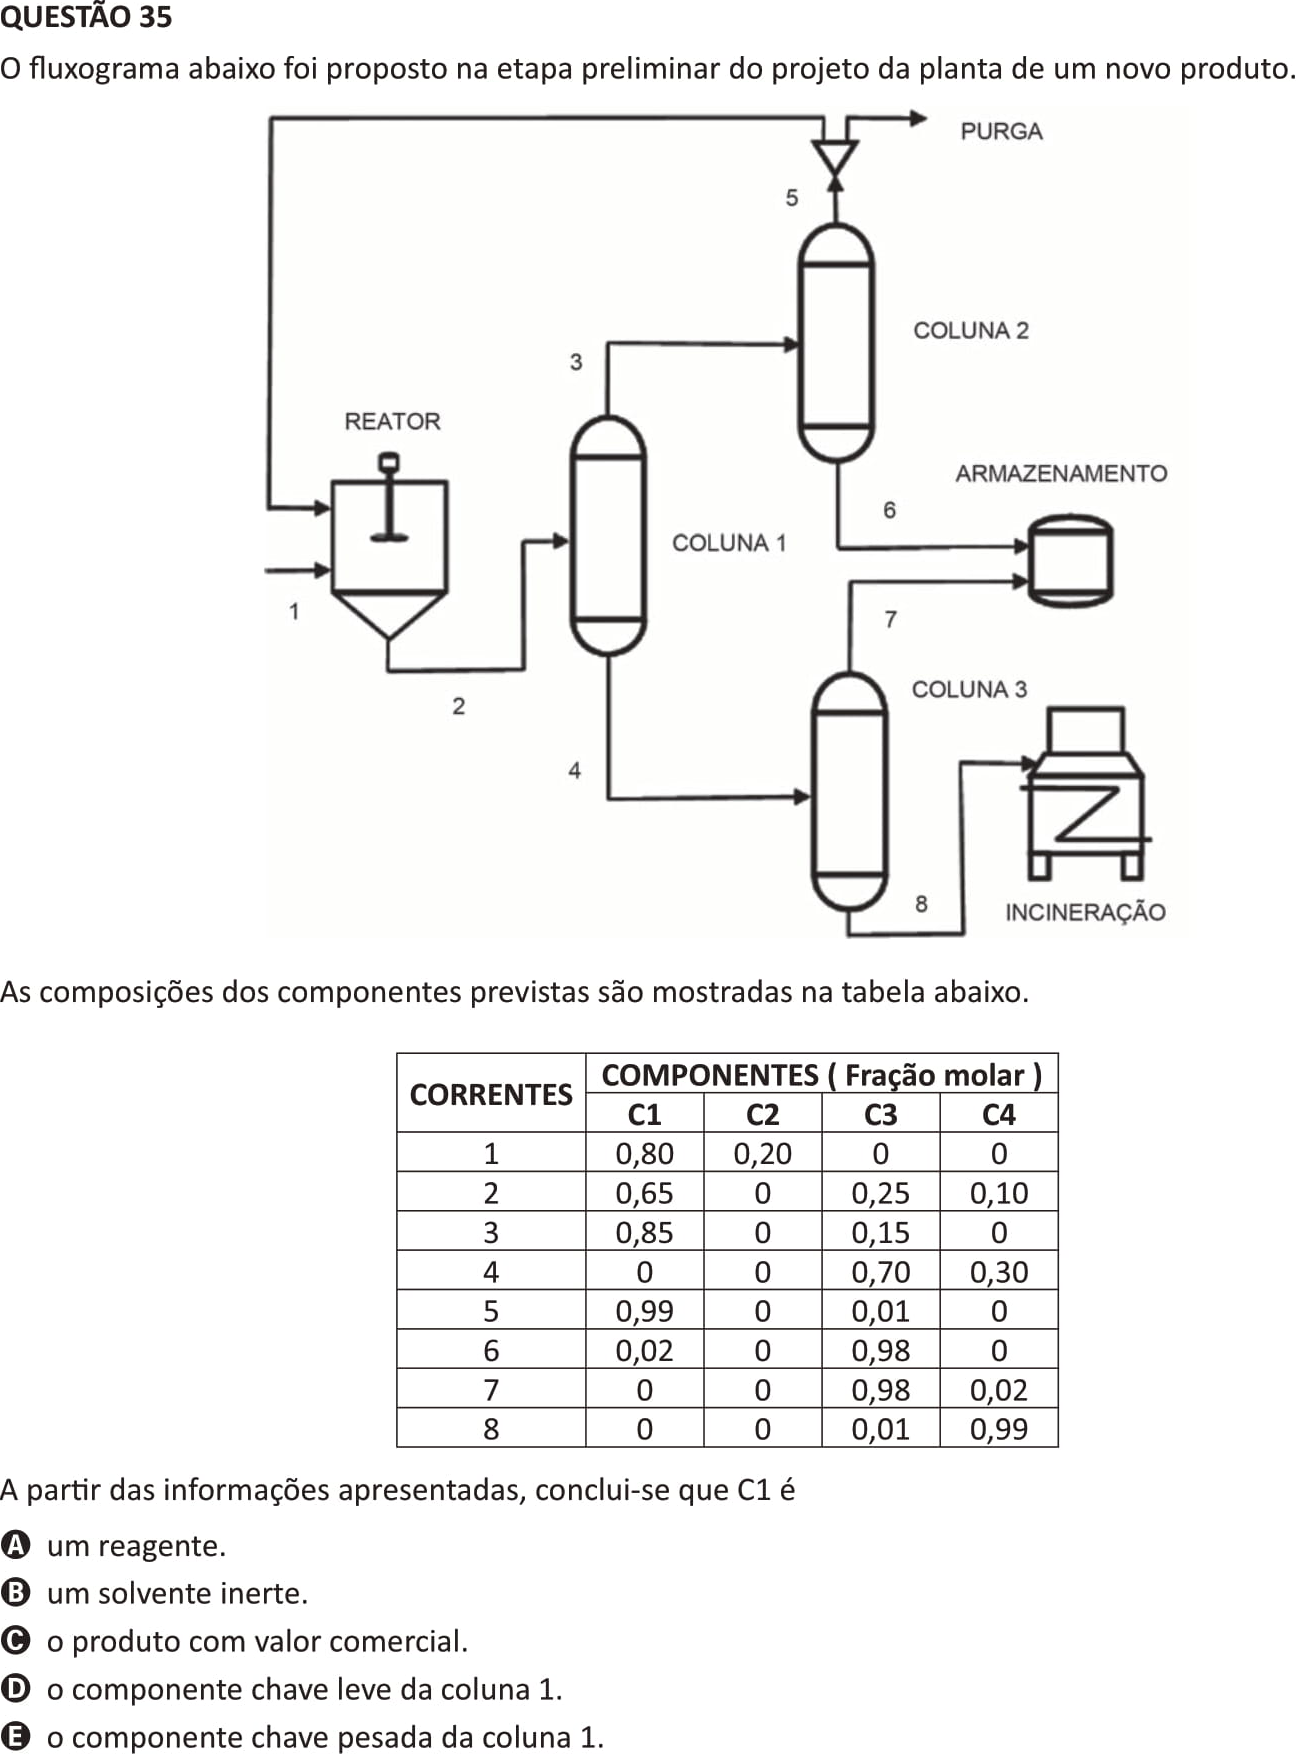 QUESTÃO 35
O fluxograma abaixo foi proposto na etapa preliminar do projeto da planta de um novo produto.
PURGA
5
COLUNA 2
3
REATOR
ARMAZENAMENTO
6
COLUNA 1
1
7
COLUNA 3
2
4
8
INCINERAÇÃO
As composições dos componentes previstas são mostradas na tabela abaixo.
CORRENTES COMPONENTES ( Fração molar )
C1 C2 C3 C4
1 0,80 0,20 0 0
2 0,65 0 0,25 0,10
3 0,85 0 0,15 0
4 0 0 0,70 0,30
5 0,99 0 0,01 0
6 0,02 0 0,98 0
7 0 0 0,98 0,02
8 0 0 0,01 0,99
A partir das informações apresentadas, conclui-se que C1 é
A um reagente.
B um solvente inerte.
C o produto com valor comercial.
D o componente chave leve da coluna 1.
E o componente chave pesada da coluna 1.